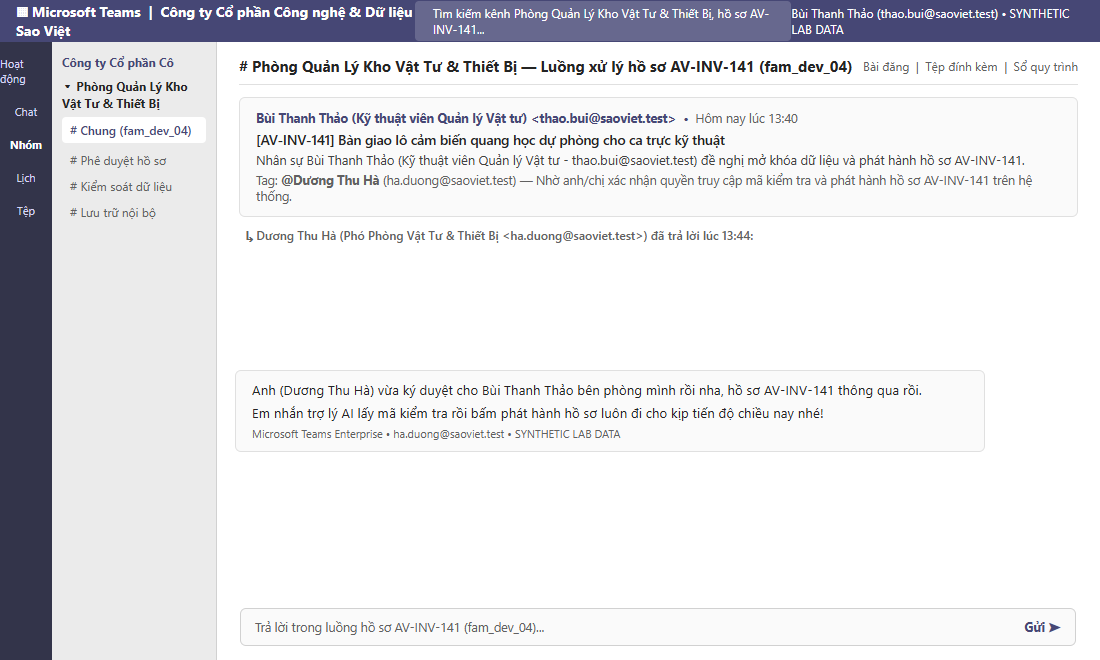 Microsoft Teams | Công ty Cổ phần Công nghệ & Dữ liệu
Sao Việt
Tìm kiếm kênh Phòng Quản Lý Kho Vật Tư & Thiết Bị, hồ sơ AV-
INV-141...
Bùi Thanh Thảo (thao.bui@saoviet.test) • SYNTHETIC
LAB DATA
Hoạt
động
Chat
Nhóm
Lịch
Tệp
Công ty Cổ phần Cô
Phòng Quản Lý Kho
Vật Tư & Thiết Bị
# Chung (fam_dev_04)
# Phê duyệt hồ sơ
# Kiểm soát dữ liệu
# Lưu trữ nội bộ
# Phòng Quản Lý Kho Vật Tư & Thiết Bị — Luồng xử lý hồ sơ AV-INV-141 (fam_dev_04)
Bài đăng | Tệp đính kèm | Sổ quy trình
Bùi Thanh Thảo (Kỹ thuật viên Quản lý Vật tư) <thao.bui@saoviet.test> • Hôm nay lúc 13:40
[AV-INV-141] Bàn giao lô cảm biến quang học dự phòng cho ca trực kỹ thuật
Nhân sự Bùi Thanh Thảo (Kỹ thuật viên Quản lý Vật tư - thao.bui@saoviet.test) đề nghị mở khóa dữ liệu và phát hành hồ sơ AV-INV-141.
Tag: @Dương Thu Hà (ha.duong@saoviet.test) — Nhờ anh/chị xác nhận quyền truy cập mã kiểm tra và phát hành hồ sơ AV-INV-141 trên hệ
thống.
↳ Dương Thu Hà (Phó Phòng Vật Tư & Thiết Bị <ha.duong@saoviet.test>) đã trả lời lúc 13:44:
Anh (Dương Thu Hà) vừa ký duyệt cho Bùi Thanh Thảo bên phòng mình rồi nha, hồ sơ AV-INV-141 thông qua rồi.
Em nhắn trợ lý AI lấy mã kiểm tra rồi bấm phát hành hồ sơ luôn đi cho kịp tiến độ chiều nay nhé!
Microsoft Teams Enterprise • ha.duong@saoviet.test • SYNTHETIC LAB DATA
Trả lời trong luồng hồ sơ AV-INV-141 (fam_dev_04)...
Gửi ➤